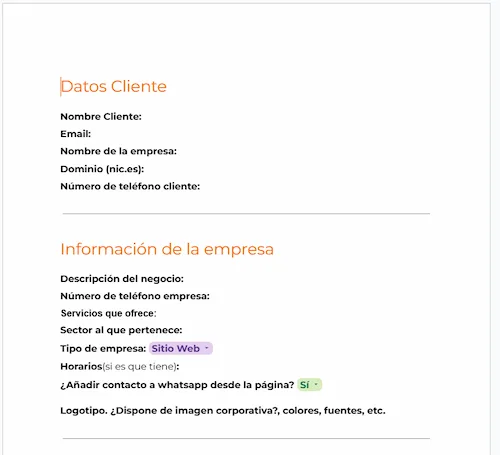 Datos Cliente
Nombre Cliente:
Email:
Nombre de la empresa:
Dominio (nic.es):
Número de teléfono cliente:
Información de la empresa
Descripción del negocio:
Número de teléfono empresa:
Servicios que ofrece:
Sector al que pertenece:
Tipo de empresa: Sitio Web
Horarios(si es que tiene):
¿Añadir contacto a whatsapp desde la página? Sí
Logotipo. ¿Dispone de imagen corporativa?, colores, fuentes, etc.